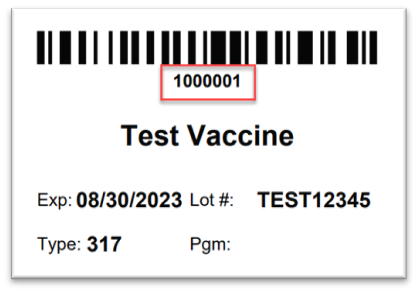 1000001
Test Vaccine
Exp: 08/30/2023 Lot #: TEST12345
Type: 317 Pgm: